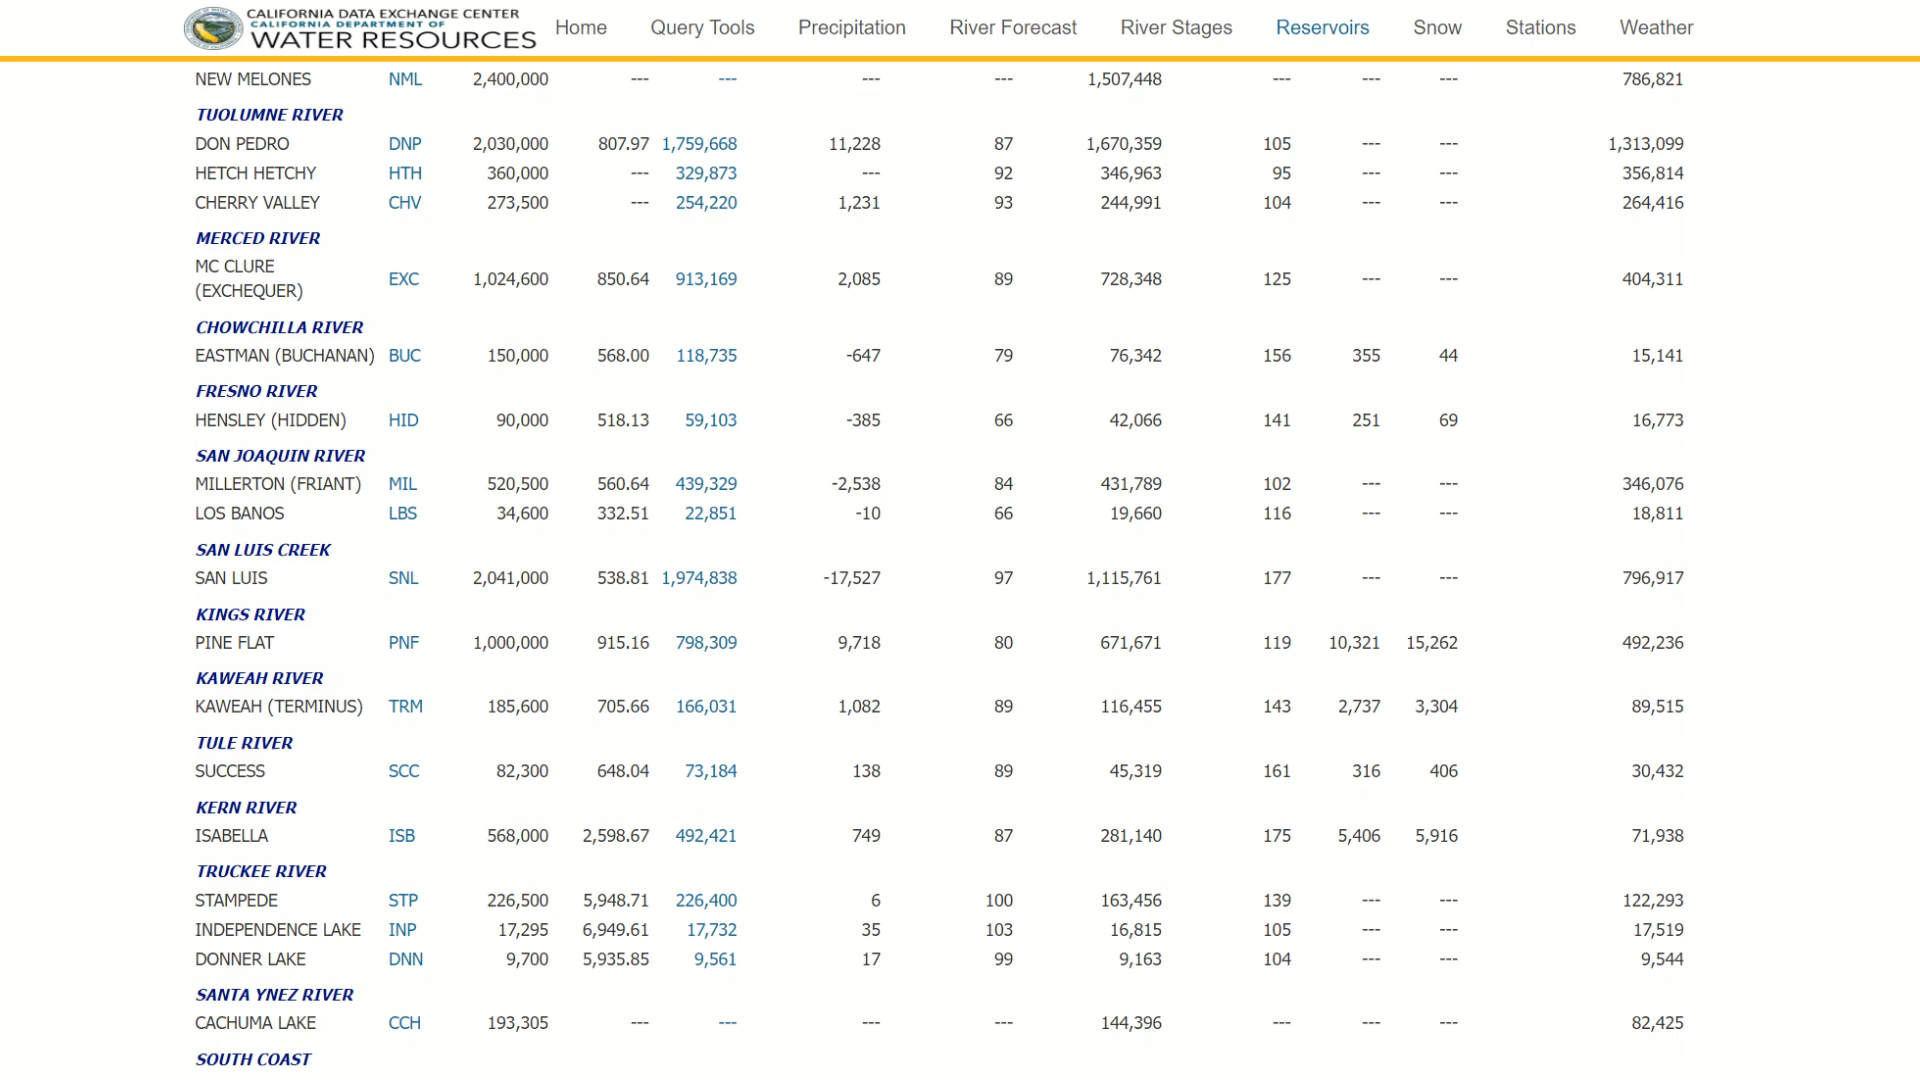 CALIFORNIA DATA EXCHANGE CENTER
CALIFORNIA DEPARTMENT OF
WATER RESOURCES
Home Query Tools Precipitation River Forecast River Stages Reservoirs Snow Stations Weather
NEW MELONES NML 2,400,000 --- --- --- --- 1,507,448 --- --- --- 786,821
TUOLUMNE RIVER
DON PEDRO DNP 2,030,000 807.97 1,759,668 11,228 87 1,670,359 105 --- --- 1,313,099
HETCH HETCHY HTH 360,000 --- 329,873 --- 92 346,963 95 --- --- 356,814
CHERRY VALLEY CHV 273,500 --- 254,220 1,231 93 244,991 104 --- --- 264,416
MERCED RIVER
MC CLURE
(EXCHEQUER) EXC 1,024,600 850.64 913,169 2,085 89 728,348 125 --- --- 404,311
CHOWCHILLA RIVER
EASTMAN (BUCHANAN) BUC 150,000 568.00 118,735 -647 79 76,342 156 355 44 15,141
FRESNO RIVER
HENSLEY (HIDDEN) HID 90,000 518.13 59,103 -385 66 42,066 141 251 69 16,773
SAN JOAQUIN RIVER
MILLERTON (FRIANT) MIL 520,500 560.64 439,329 -2,538 84 431,789 102 --- --- 346,076
LOS BANOS LBS 34,600 332.51 22,851 -10 66 19,660 116 --- --- 18,811
SAN LUIS CREEK
SAN LUIS SNL 2,041,000 538.81 1,974,838 -17,527 97 1,115,761 177 --- --- 796,917
KINGS RIVER
PINE FLAT PNF 1,000,000 915.16 798,309 9,718 80 671,671 119 10,321 15,262 492,236
KAWEAH RIVER
KAWEAH (TERMINUS) TRM 185,600 705.66 166,031 1,082 89 116,455 143 2,737 3,304 89,515
TULE RIVER
SUCCESS SCC 82,300 648.04 73,184 138 89 45,319 161 316 406 30,432
KERN RIVER
ISABELLA ISB 568,000 2,598.67 492,421 749 87 281,140 175 5,406 5,916 71,938
TRUCKEE RIVER
STAMPEDE STP 226,500 5,948.71 226,400 6 100 163,456 139 --- --- 122,293
INDEPENDENCE LAKE INP 17,295 6,949.61 17,732 35 103 16,815 105 --- --- 17,519
DONNER LAKE DNN 9,700 5,935.85 9,561 17 99 9,163 104 --- --- 9,544
SANTA YNEZ RIVER
CACHUMA LAKE CCH 193,305 --- --- --- --- 144,396 --- --- --- 82,425
SOUTH COAST